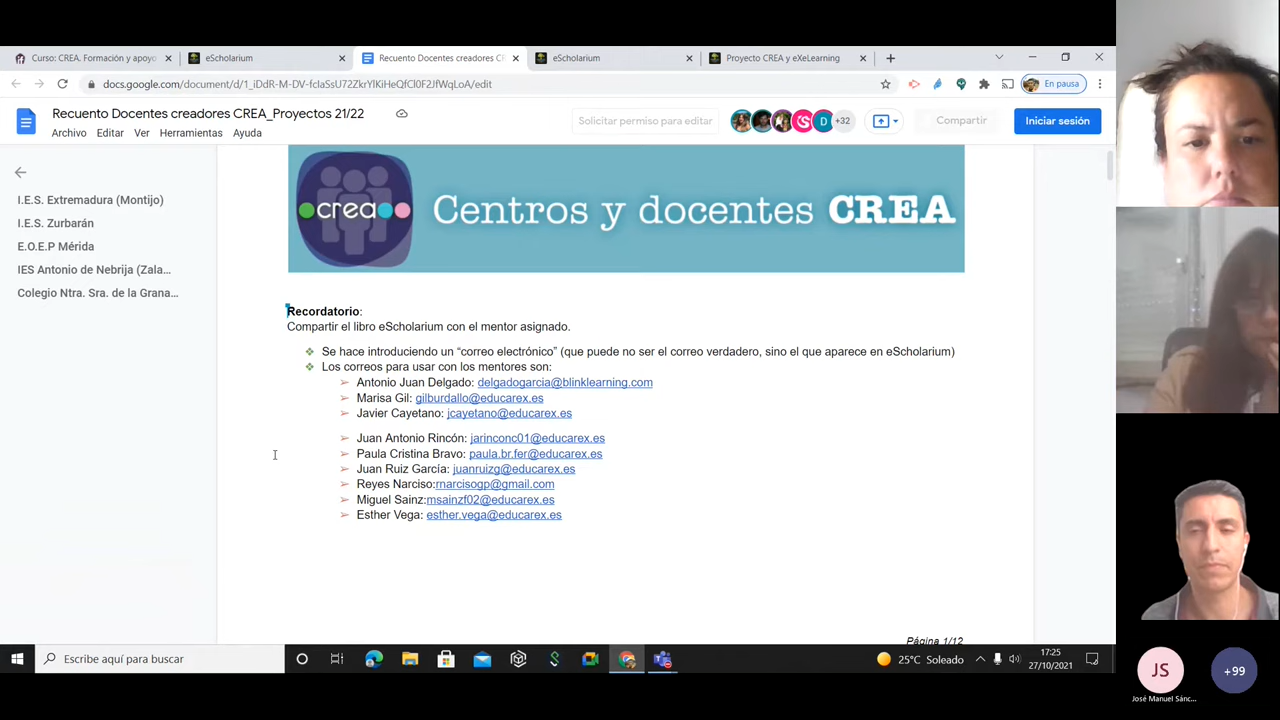 Curso: CREA. Formación y apoyo
eScholarium
Recuento Docentes creadores CR
eScholarium
Proyecto CREA y eXeLearning
En pausa
Recuento Docentes creadores CREA_Proyectos 21/22
Archivo Editar Ver Herramientas Ayuda
Solicitar permiso para editar
D
+32
Compartir
Iniciar sesión
I.E.S. Extremadura (Montijo)
I.E.S. Zurbarán
E.O.E.P Mérida
IES Antonio de Nebrija (Zala...
Colegio Ntra. Sra. de la Grana...
crea
Centros y docentes CREA
Recordatorio:
Compartir el libro eScholarium con el mentor asignado.
Se hace introduciendo un “correo electrónico” (que puede no ser el correo verdadero, sino el que aparece en eScholarium)
Los correos para usar con los mentores son:
Antonio Juan Delgado: delgadogarcia@blinklearning.com
Marisa Gil: gilburdallo@educarex.es
Javier Cayetano: jcayetano@educarex.es
Juan Antonio Rincón: jarinconc01@educarex.es
Paula Cristina Bravo: paula.br.fer@educarex.es
Juan Ruiz García: juanruizg@educarex.es
Reyes Narciso:rnarcisogp@gmail.com
Miguel Sainz:msainzf02@educarex.es
Esther Vega: esther.vega@educarex.es
Página 1/12
Escribe aquí para buscar
25°C Soleado
17:25
27/10/2021
JS
José Manuel Sánc...
+99